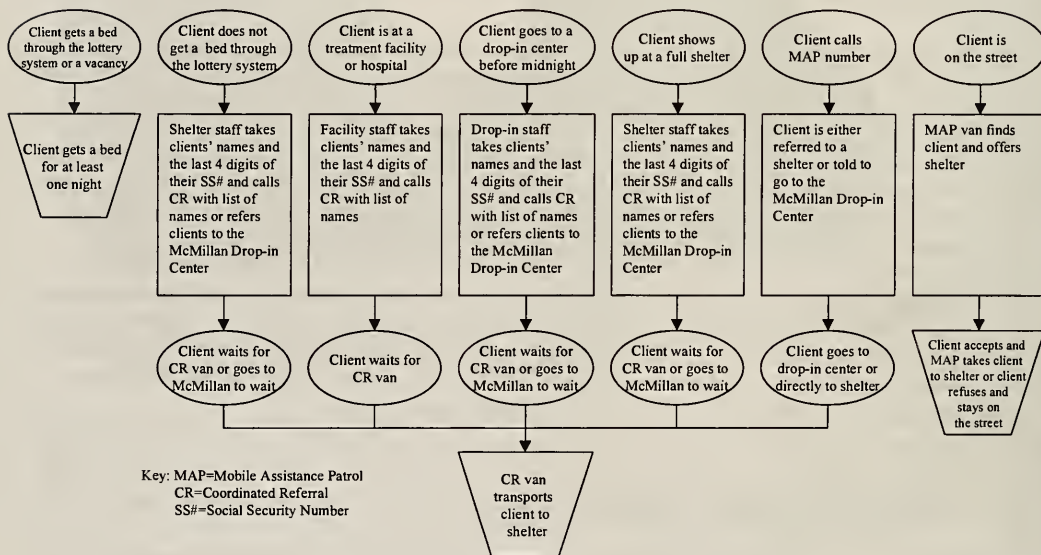 Client gets a bed
through the lottery
system or a vacancy
Client does not
get a bed through
the lottery system
Client is at a
treatment facility
or hospital
Client goes to a
drop-in center
before midnight
Client shows
up at a full shelter
Client calls
MAP number
Client is
on the street
Client gets a bed
for at least
one night
Shelter staff takes
clients' names and
the last 4 digits of
their SS# and calls
CR with list of
names or refers
clients to the
McMillan Drop-in
Center
Facility staff takes
clients' names and
the last 4 digits of
their SS# and calls
CR with list of
names
Drop-in staff
takes clients'
names and the last
4 digits of their
SS# and calls CR
with list of names
or refers clients to
the McMillan
Drop-in Center
Shelter staff takes
clients' names and
the last 4 digits of
their SS# and calls
CR with list of
names or refers
clients to the
McMillan Drop-in
Center
Client is either
referred to a
shelter or told to
go to the
McMillan Drop-in
Center
MAP van finds
client and offers
shelter
Client waits for
CR van or goes to
McMillan to wait
Client waits for
CR van
Client waits for
CR van or goes to
McMillan to wait
Client waits for
CR van or goes to
McMillan to wait
Client goes to
drop-in center or
directly to shelter
Client accepts and
MAP takes client
to shelter or client
refuses and
stays on
the street
CR van
transports
client to
shelter
Key: MAP=Mobile Assistance Patrol
CR=Coordinated Referral
SS#=Social Security Number